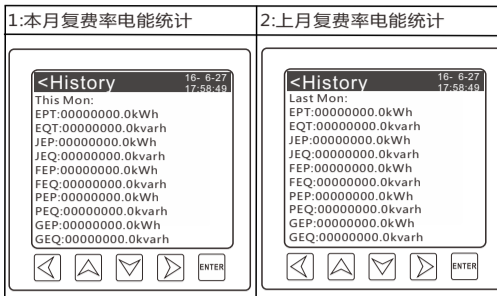 1:本月复费率电能统计
2:上月复费率电能统计
<History
16- 6-27
17:58:49
This Mon:
EPT:00000000.0kWh
EQT:00000000.0kvarh
JEP:00000000.0kWh
JEQ:00000000.0kvarh
FEP:00000000.0kWh
FEQ:00000000.0kvarh
PEP:00000000.0kWh
PEQ:00000000.0kvarh
GEP:00000000.0kWh
GEQ:00000000.0kvarh
ENTER
<History
16- 6-27
17:58:49
Last Mon:
EPT:00000000.0kWh
EQT:00000000.0kvarh
JEP:00000000.0kWh
JEQ:00000000.0kvarh
FEP:00000000.0kWh
FEQ:00000000.0kvarh
PEP:00000000.0kWh
PEQ:00000000.0kvarh
GEP:00000000.0kWh
GEQ:00000000.0kvarh
ENTER